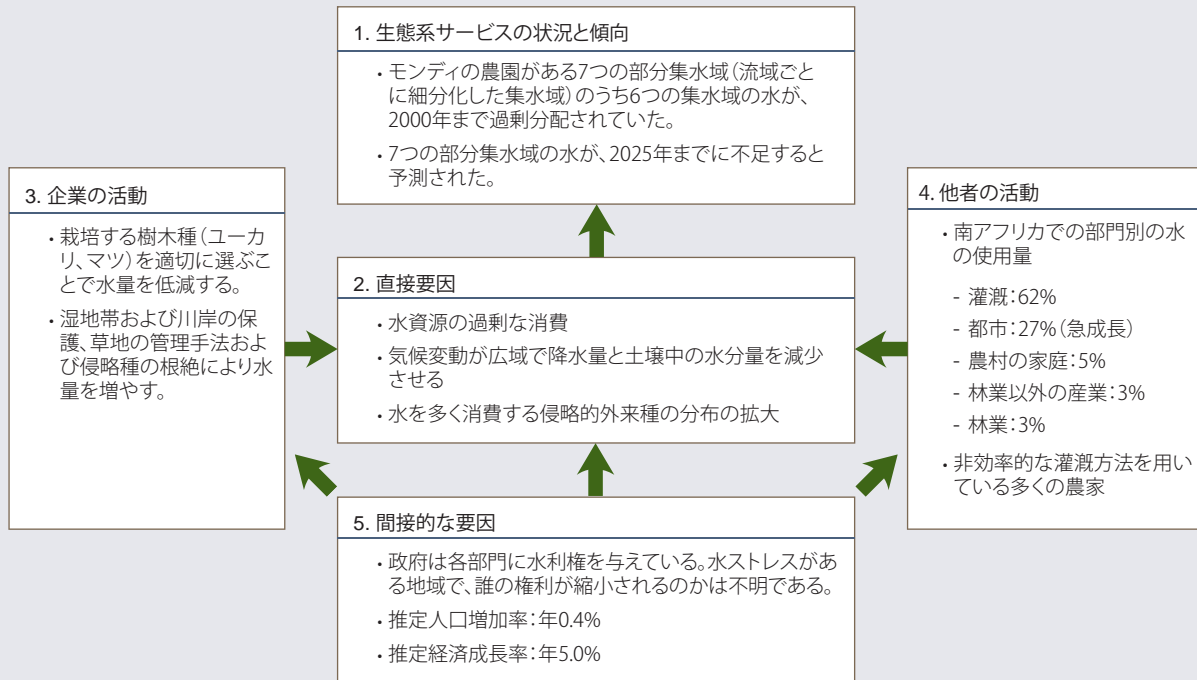 1. 生態系サービスの状況と傾向
・モンディの農園がある7つの部分集水域(流域ごと
に細分化した集水域)のうち6つの集水域の水が、
2000年まで過剰分配されていた。
・7つの部分集水域の水が、2025年までに不足すると
予測された。
3. 企業の活動
・栽培する樹木種(ユーカ
リ、マツ)を適切に選ぶこ
とで水量を低減する。
・湿地帯および川岸の保
護、草地の管理手法およ
び侵略種の根絶により水
量を増やす。
2. 直接要因
・水資源の過剰な消費
・気候変動が広域で降水量と土壌中の水分量を減少
させる
・水を多く消費する侵略的外来種の分布の拡大
4. 他者の活動
・南アフリカでの部門別の水
の使用量
- 灌漑:62%
- 都市:27%(急成長)
- 農村の家庭:5%
- 林業以外の産業:3%
- 林業:3%
・非効率的な灌漑方法を用い
ている多くの農家
5. 間接的な要因
・政府は各部門に水利権を与えている。水ストレスがあ
る地域で、誰の権利が縮小されるのかは不明である。
・推定人口増加率:年0.4%
・推定経済成長率:年5.0%